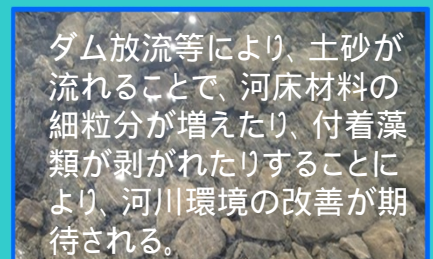 ダム放流等により、土砂が
流れることで、河床材料の
細粒分が増えたり、付着藻
類が剥がれたりすることに
より、河川環境の改善が期
待される。